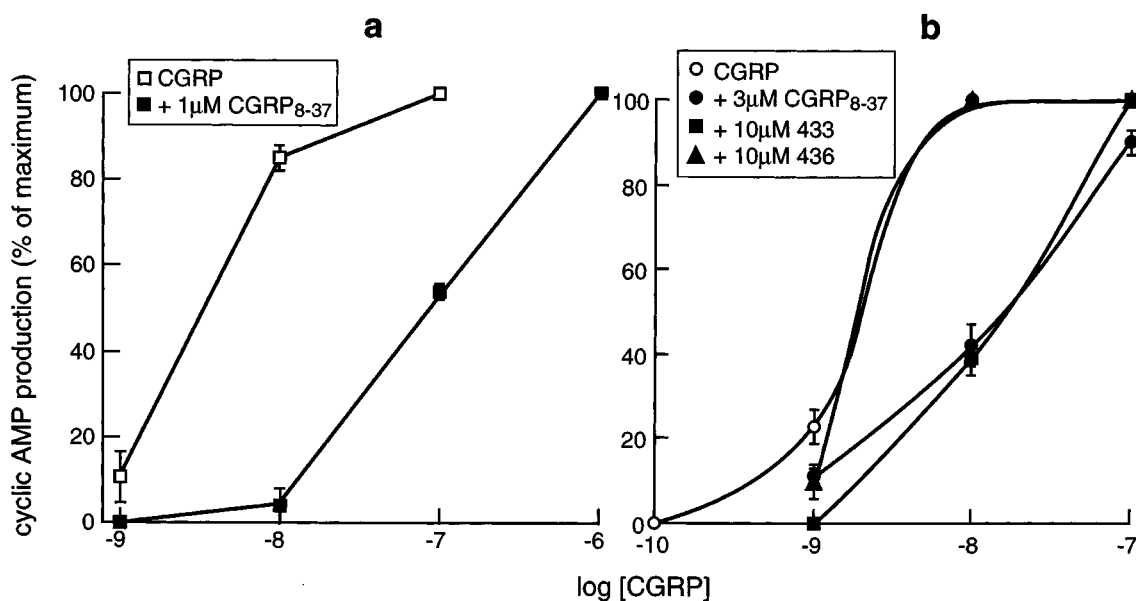 a
CGRP
+ 1µM CGRP8-37
cyclic AMP production (% of maximum)
100
80
60
40
20
0
-9
-8
-7
-6
b
CGRP
+ 3µM CGRP8-37
+ 10µM 433
+ 10µM 436
100
80
60
40
20
0
-10
-9
-8
-7
log [CGRP]